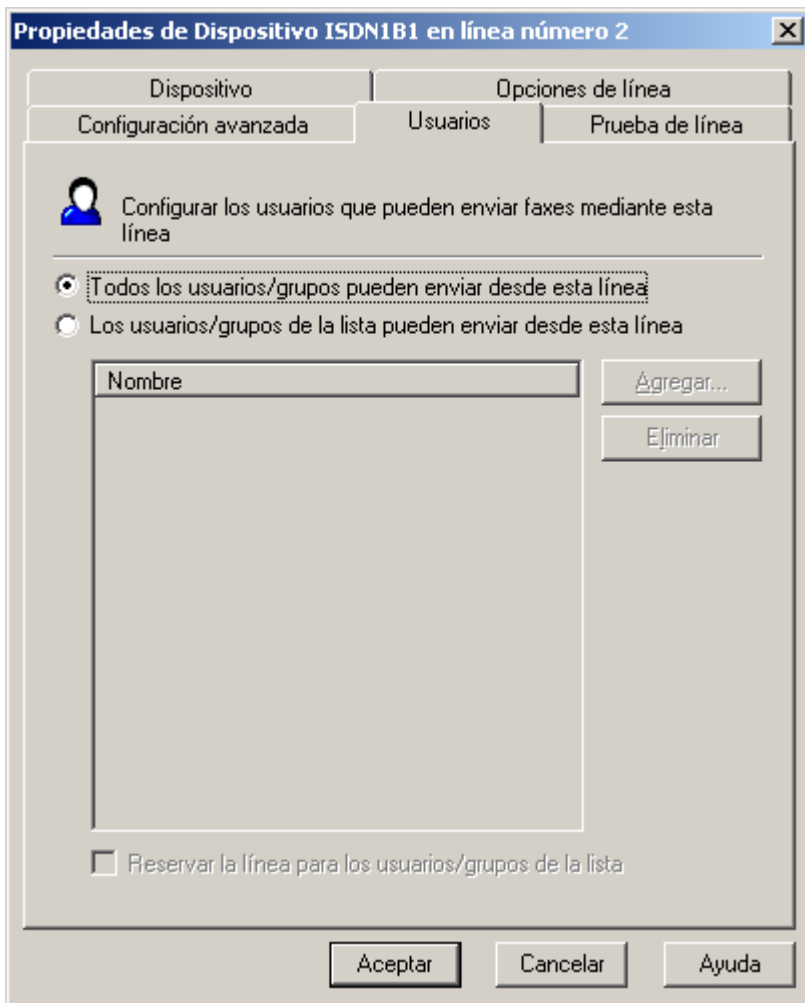 Propiedades de Dispositivo ISDN1B1 en línea número 2
Dispositivo
Opciones de línea
Configuración avanzada
Usuarios
Prueba de línea
Configurar los usuarios que pueden enviar faxes mediante esta
línea
Todos los usuarios/grupos pueden enviar desde esta línea
Los usuarios/grupos de la lista pueden enviar desde esta línea
Nombre
Agregar...
Eliminar
Reservar la línea para los usuarios/grupos de la lista
Aceptar
Cancelar
Ayuda